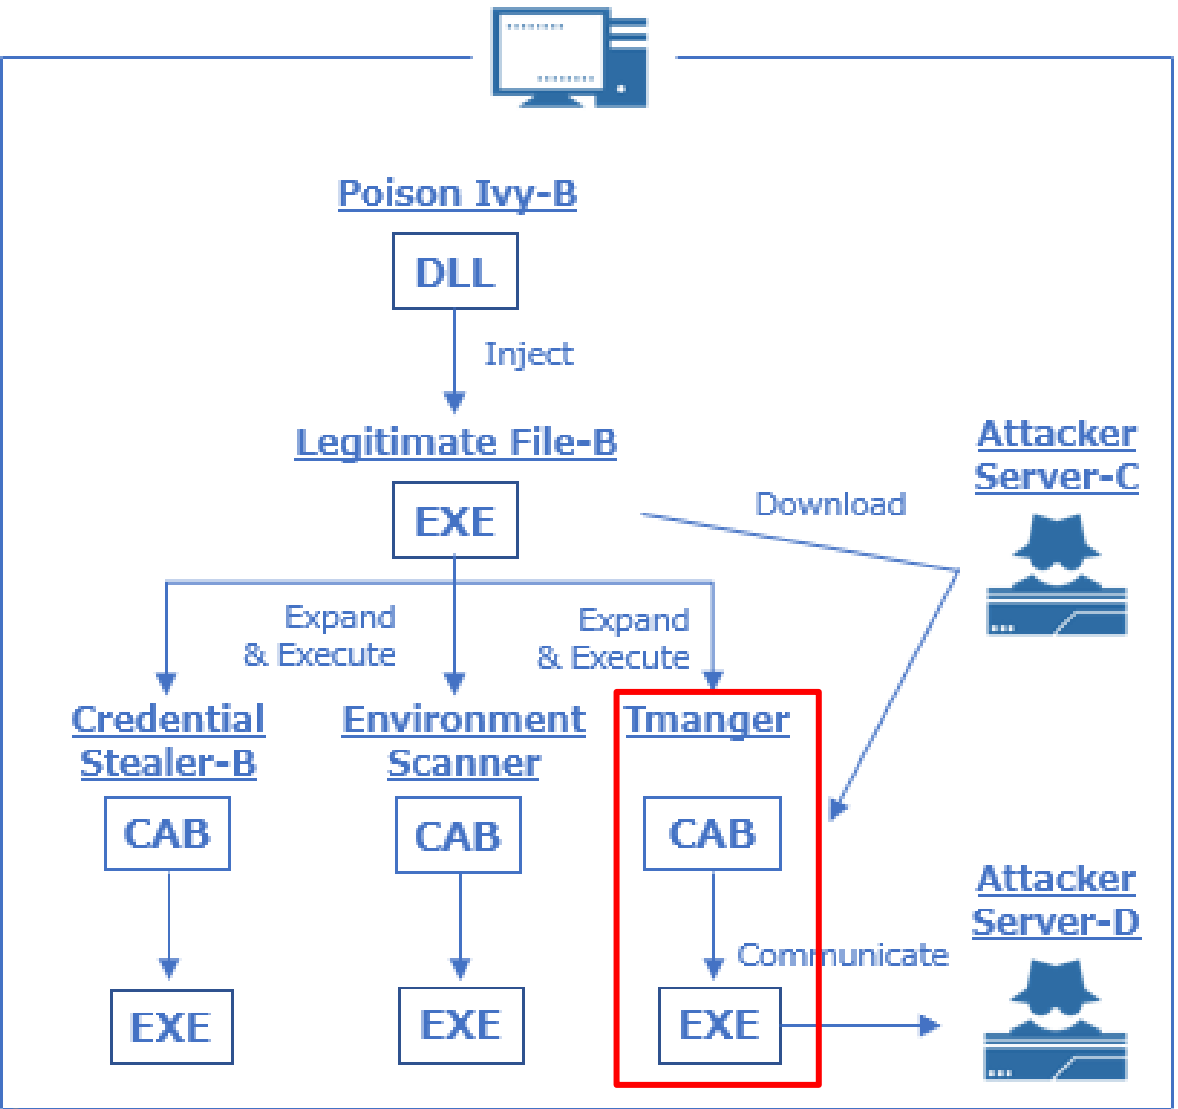 Poison Ivy-B
DLL
Inject
Legitimate File-B
EXE
Attacker
Server-C
Download
Expand
& Execute
Expand
& Execute
Credential
Stealer-B
Environment
Scanner
Tmanger
CAB
CAB
CAB
Attacker
Server-D
Communicate
EXE
EXE
EXE